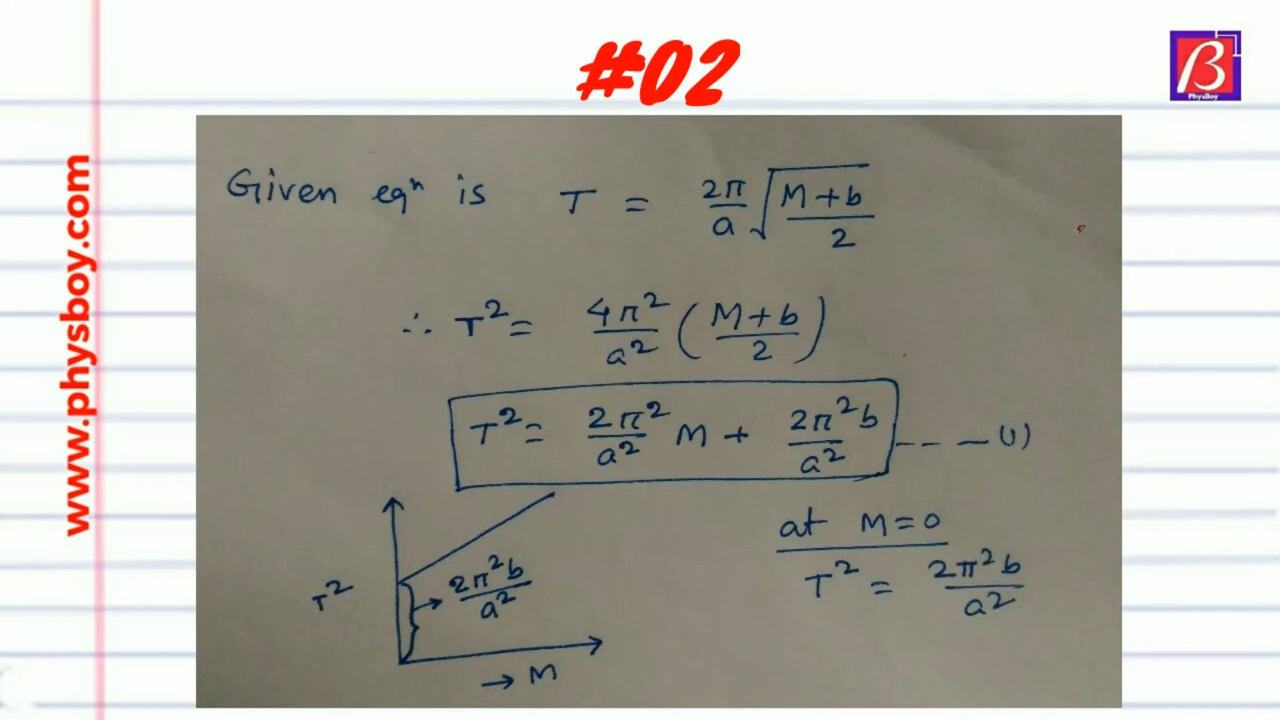 #02
β
PhysBoy
www.physboy.com
Given eqⁿ is T = 2π/a √(M+b/2)
∴ T² = 4π²/a² (M+b/2)
T² = 2π²/a² M + 2π²b/a² -- -(1)
at M=0
T² = 2π²b/a²
T²
→ 2π²b/a²
→ M